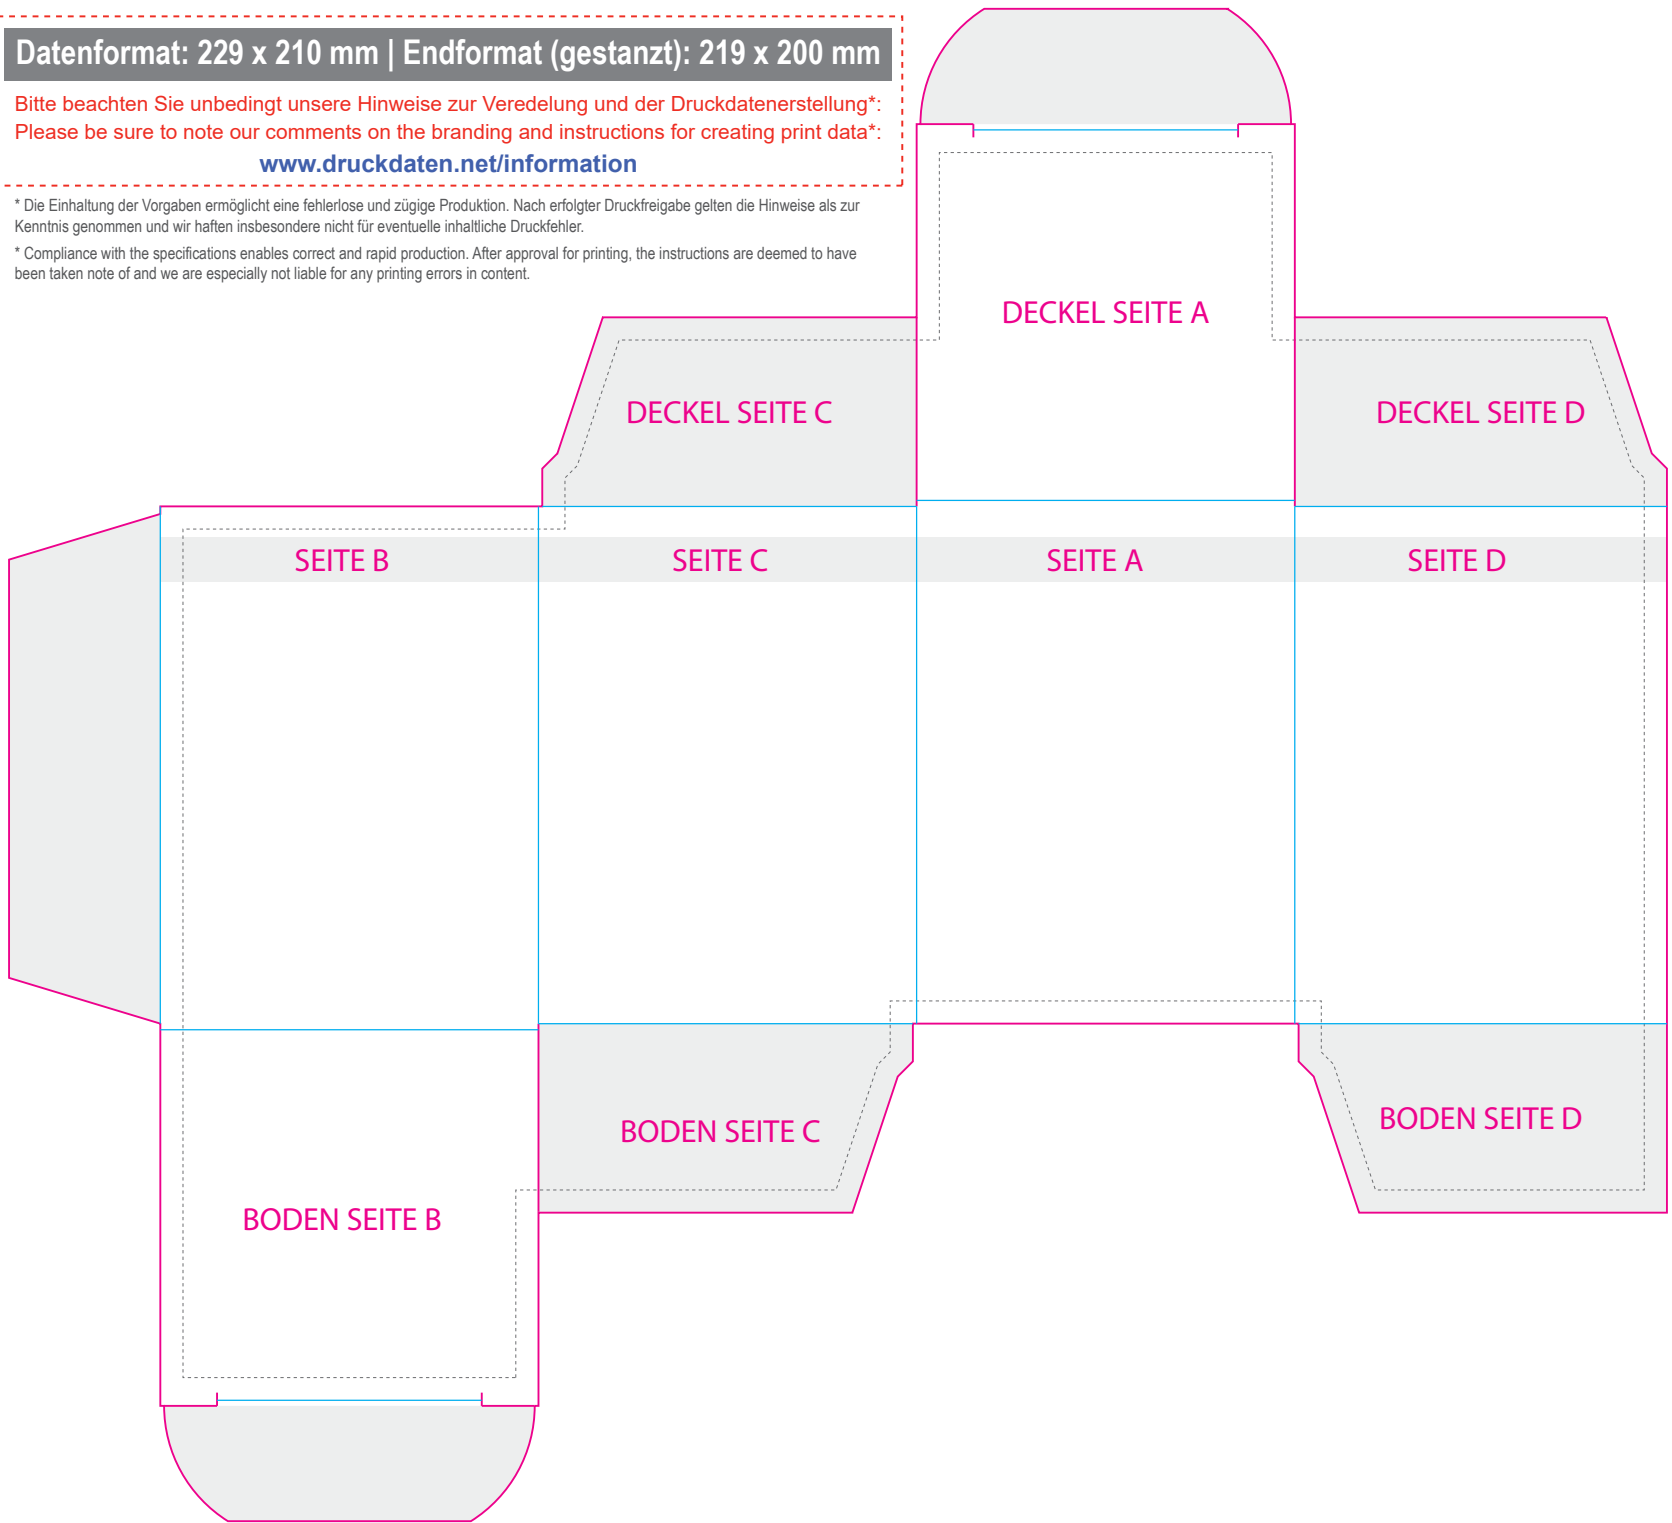 Datenformat: 229 x 210 mm | Endformat (gestanzt): 219 x 200 mm
Bitte beachten Sie unbedingt unsere Hinweise zur Veredelung und der Druckdatenerstellung*:
Please be sure to note our comments on the branding and instructions for creating print data*:
www.druckdaten.net/information
* Die Einhaltung der Vorgaben ermöglicht eine fehlerlose und zügige Produktion. Nach erfolgter Druckfreigabe gelten die Hinweise als zur
Kenntnis genommen und wir haften insbesondere nicht für eventuelle inhaltliche Druckfehler.
* Compliance with the specifications enables correct and rapid production. After approval for printing, the instructions are deemed to have
been taken note of and we are especially not liable for any printing errors in content.
DECKEL SEITE A
DECKEL SEITE C
DECKEL SEITE D
SEITE B
SEITE C
SEITE A
SEITE D
BODEN SEITE C
BODEN SEITE D
BODEN SEITE B